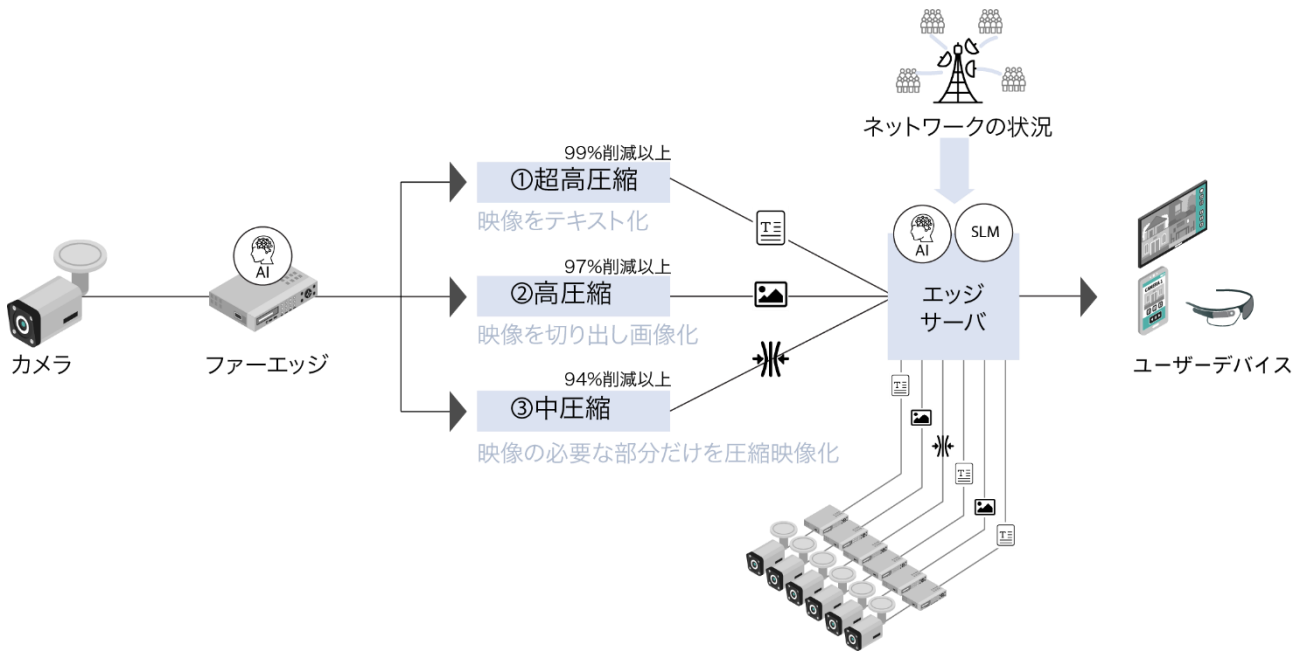 ネットワークの状況
99%削減以上
①超高圧縮
映像をテキスト化
97%削減以上
②高圧縮
映像を切り出し画像化
94%削減以上
③中圧縮
映像の必要な部分だけを圧縮映像化
カメラ
AI
ファーエッジ
T
AI
SLM
エッジ
サーバ
ユーザーデバイス
T
T
T